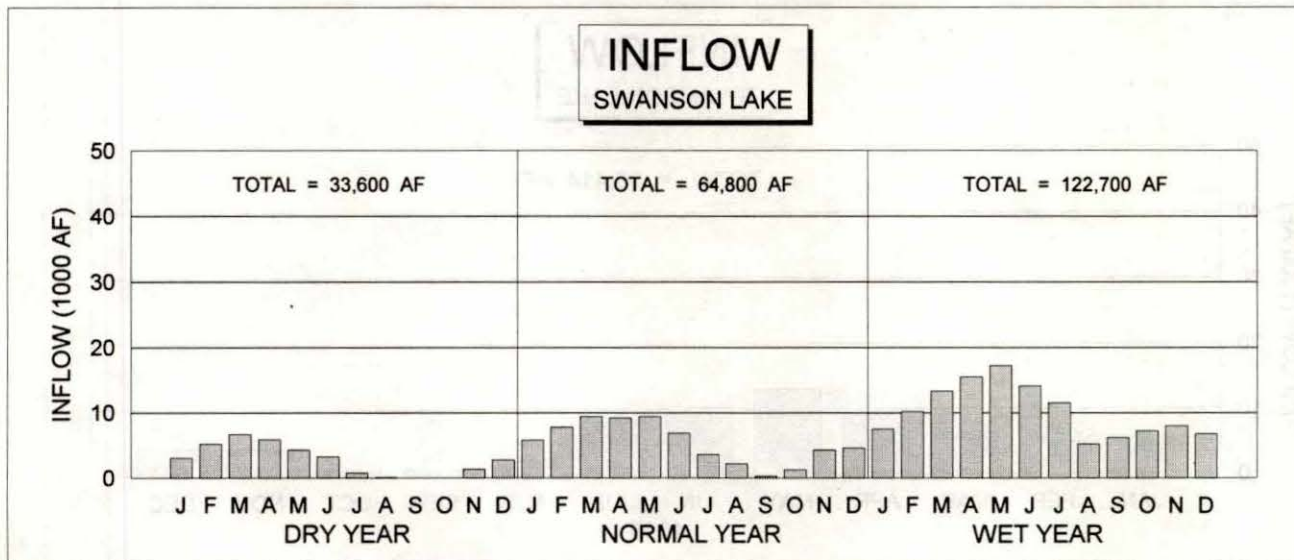 INFLOW
SWANSON LAKE
INFLOW (1000 AF)
50
40
30
20
10
0
TOTAL = 33,600 AF
TOTAL = 64,800 AF
TOTAL = 122,700 AF
J F M A M J J A S O N D J F M A M J J A S O N D J F M A M J J A S O N D
DRY YEAR NORMAL YEAR WET YEAR